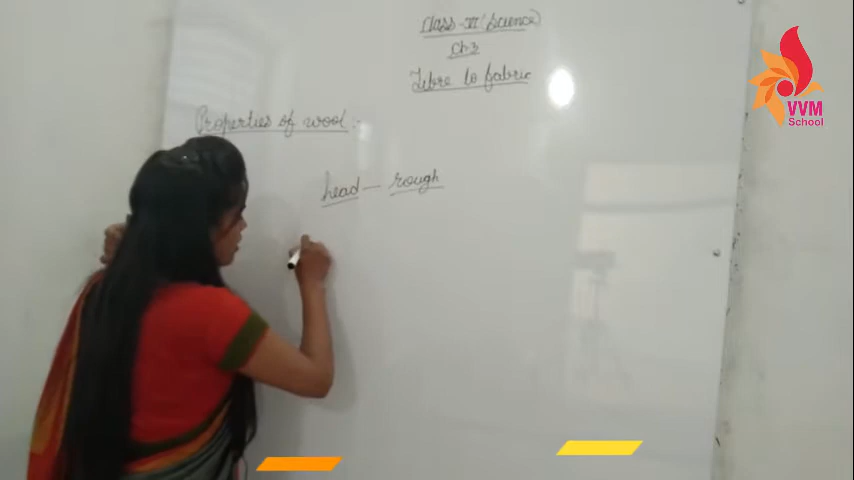 Class-VI (Science)
Ch 3
Fibre to fabric
Properties of wool:-
head — rough
VVM
School